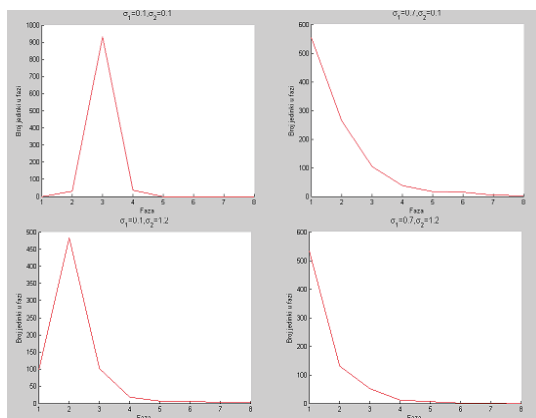 σ1=0.1,σ2=0.1
1000
900
800
700
600
500
400
300
200
100
0
Broj jedinki u fazi
1 2 3 4 5 6 7 8
Faza
σ1=0.7,σ2=0.1
600
500
400
300
200
100
0
Broj jedinki u fazi
1 2 3 4 5 6 7 8
Faza
σ1=0.1,σ2=1.2
500
450
400
350
300
250
200
150
100
50
0
Broj jedinki u fazi
1 2 3 4 5 6 7 8
Faza
σ1=0.7,σ2=1.2
600
500
400
300
200
100
0
Broj jedinki u fazi
1 2 3 4 5 6 7 8
Faza